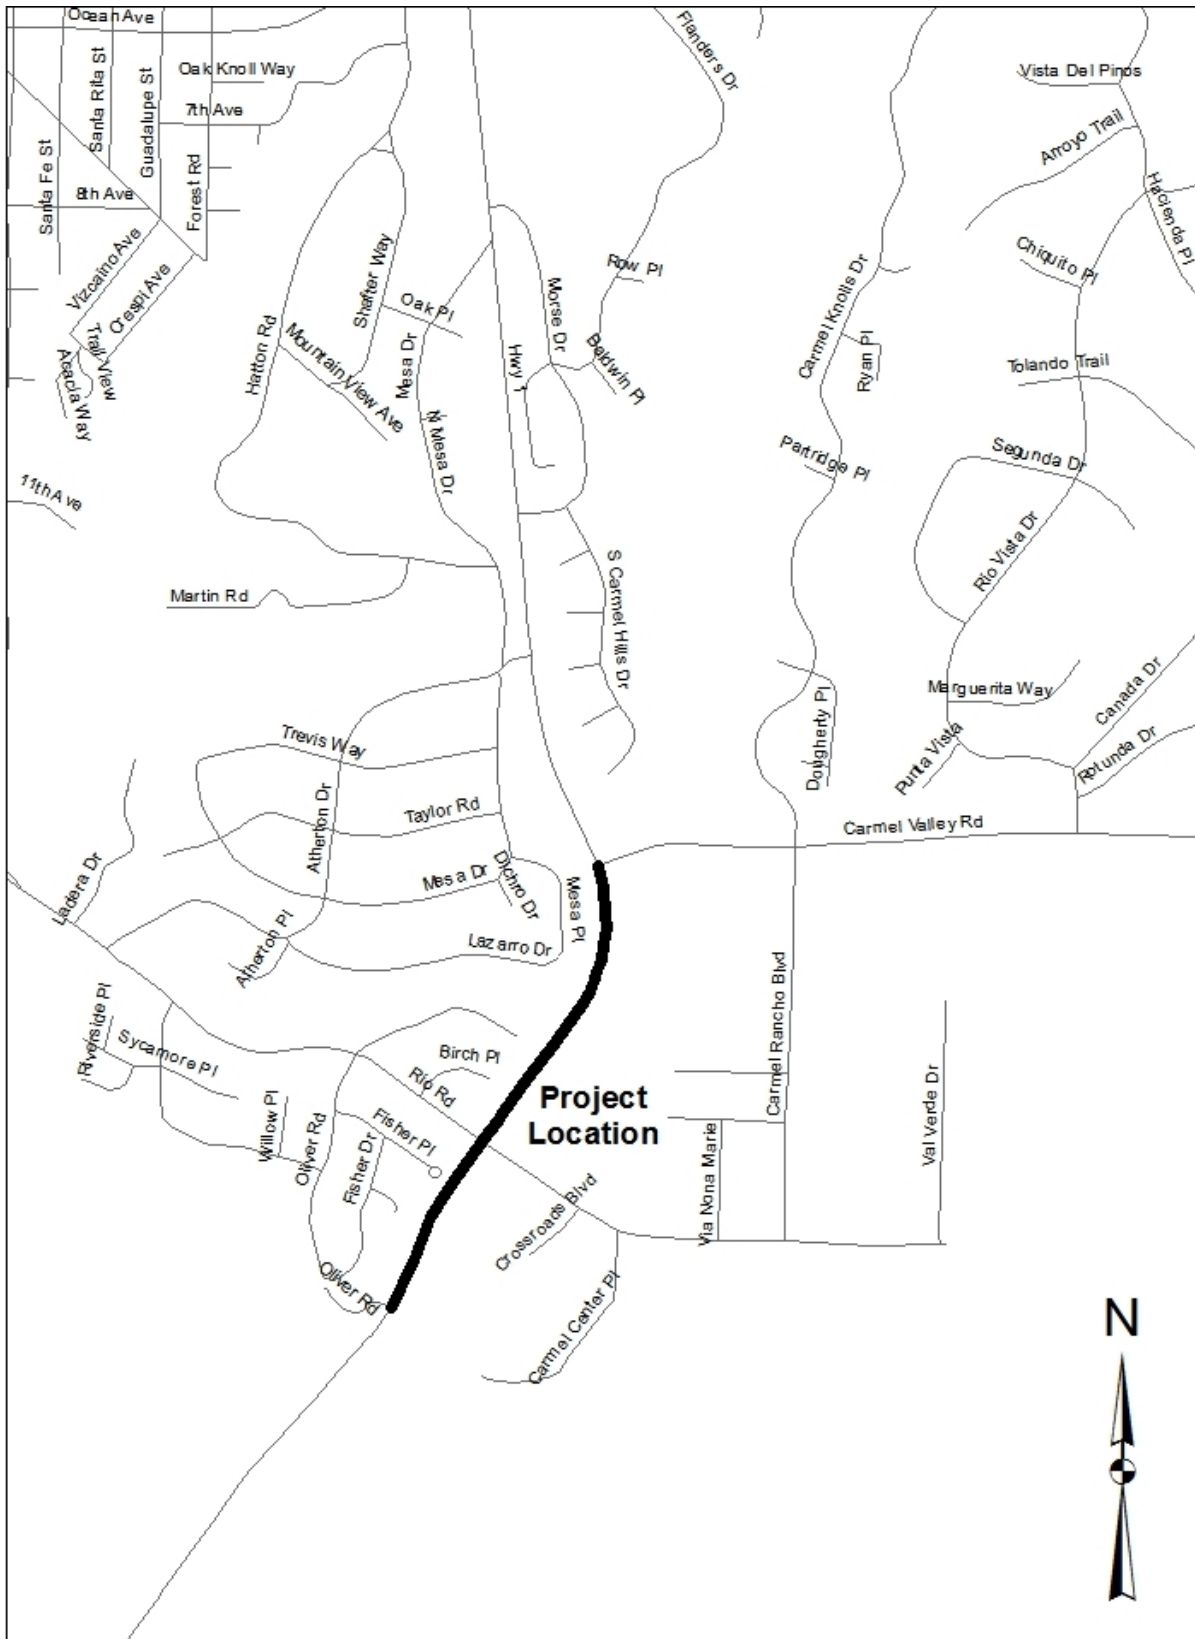 Ocean Ave
Flanders Dr
Santa Rita St
Oak Knoll Way
Vista Del Pinos
Guadalupe St
7th Ave
Arroyo Trail
Santa Fe St
8th Ave
Forest Rd
Hacienda Pl
Vizcaino Ave
Crespi Ave
Shafter Way
Row Pl
Chiquito Pl
Oak Pl
Morse Dr
Carmel Knolls Dr
Trail View
Acacia Way
Hatton Rd
Mountain View Ave
Mesa Dr
Hwy 1
Baldwin Pl
Ryan Pl
Tolando Trail
N Mesa Dr
Partridge Pl
Segunda Dr
11th Ave
Rio Vista Dr
Martin Rd
S Carmel Hills Dr
Marguerita Way
Canada Dr
Trevis Way
Dougherty Pl
Punta Vista
Rotunda Dr
Atherton Dr
Taylor Rd
Carmel Valley Rd
Ladera Dr
Mesa Dr
Dichro Dr
Mesa Pl
Atherton Pl
Lazarro Dr
Riverside Pl
Sycamore Pl
Birch Pl
Rio Rd
Carmel Rancho Blvd
Val Verde Dr
Project
Location
Willow Pl
Oliver Rd
Fisher Pl
Fisher Dr
Via Nona Marie
Crossroads Blvd
Oliver Rd
Carmel Center Pl
N